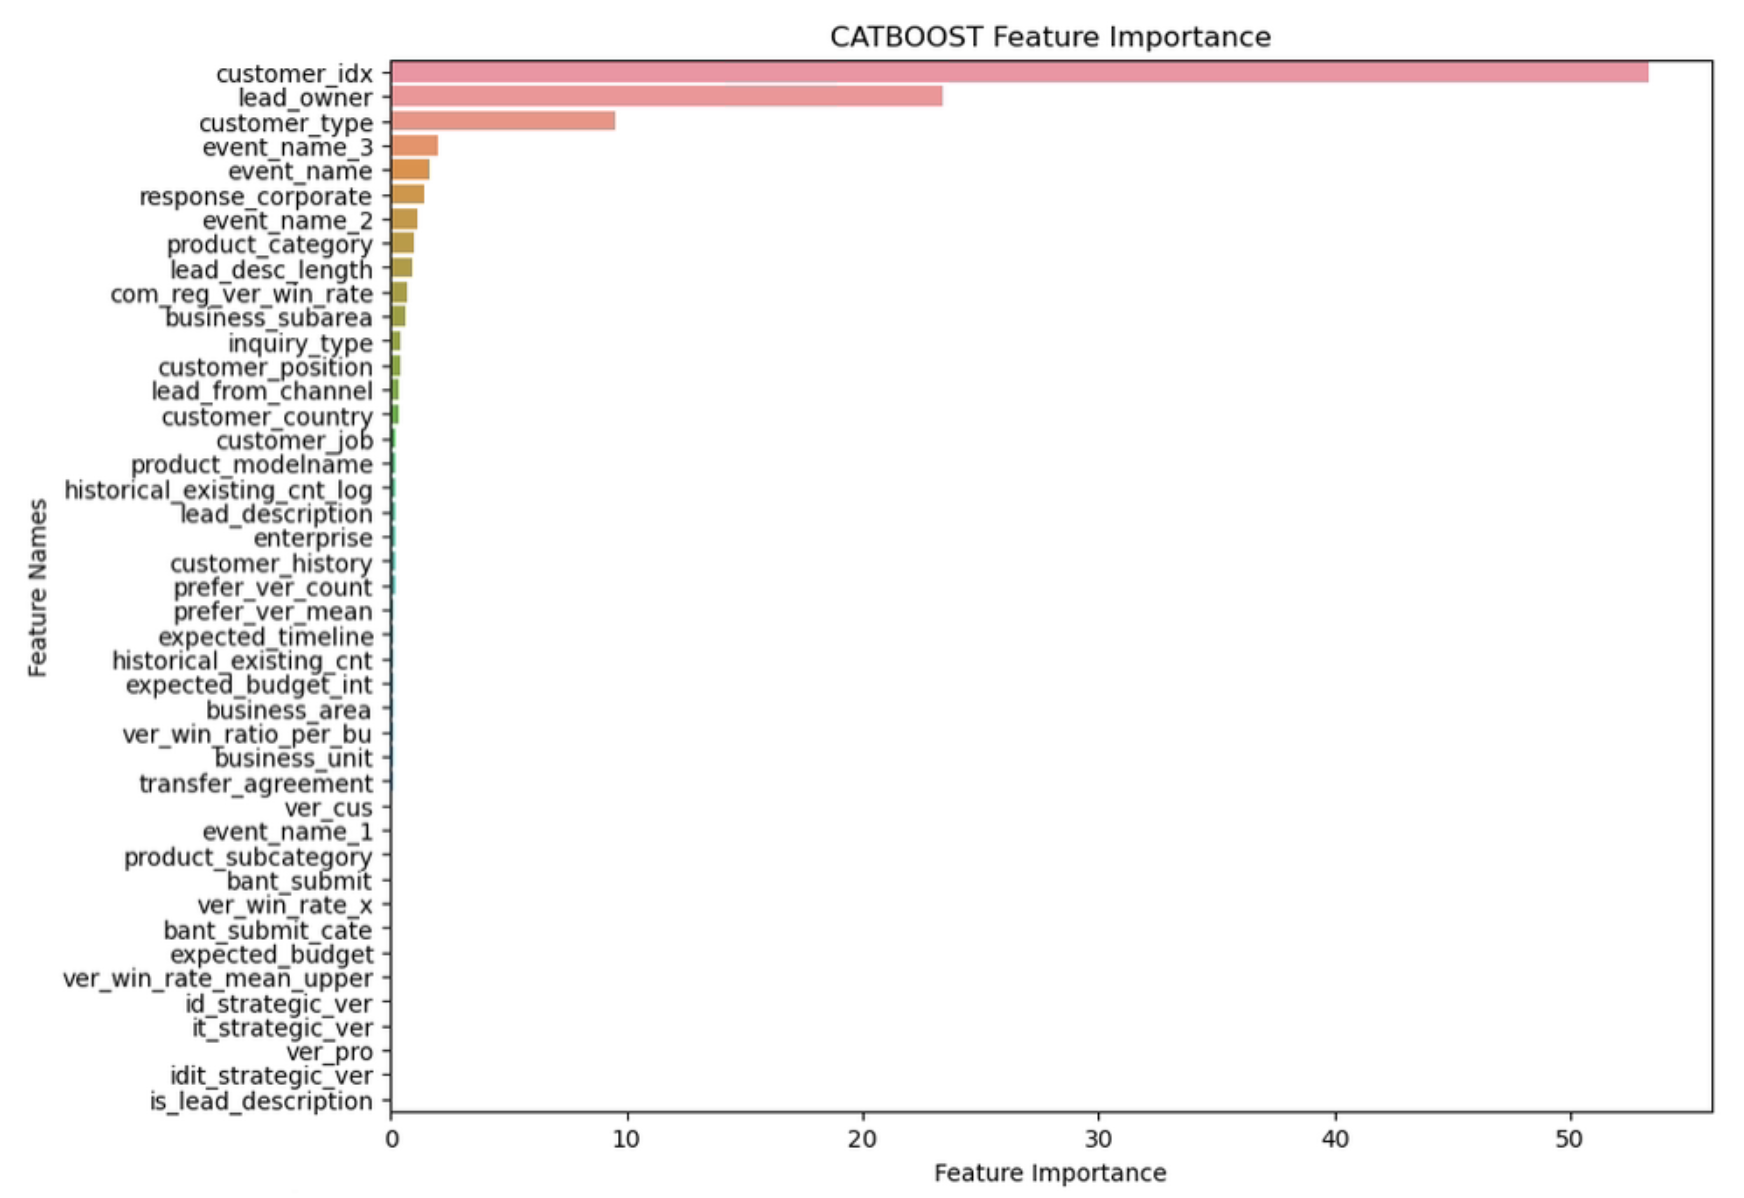 CATBOOST Feature Importance
customer_idx
lead_owner
customer_type
event_name_3
event_name
response_corporate
event_name_2
product_category
lead_desc_length
com_reg_ver_win_rate
business_subarea
inquiry_type
customer_position
lead_from_channel
customer_country
customer_job
product_modelname
historical_existing_cnt_log
lead_description
enterprise
customer_history
prefer_ver_count
prefer_ver_mean
expected_timeline
historical_existing_cnt
expected_budget_int
business_area
ver_win_ratio_per_bu
business_unit
transfer_agreement
ver_cus
event_name_1
product_subcategory
bant_submit
ver_win_rate_x
bant_submit_cate
expected_budget
ver_win_rate_mean_upper
id_strategic_ver
it_strategic_ver
ver_pro
idit_strategic_ver
is_lead_description
Feature Names
0 10 20 30 40 50
Feature Importance